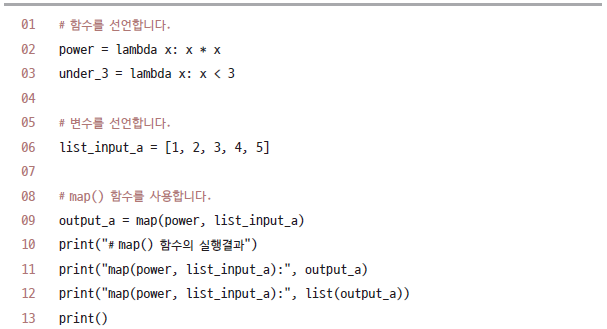 01 # 함수를 선언합니다.
02 power = lambda x: x * x
03 under_3 = lambda x: x < 3
04
05 # 변수를 선언합니다.
06 list_input_a = [1, 2, 3, 4, 5]
07
08 # map() 함수를 사용합니다.
09 output_a = map(power, list_input_a)
10 print("# map() 함수의 실행결과")
11 print("map(power, list_input_a):", output_a)
12 print("map(power, list_input_a):", list(output_a))
13 print()